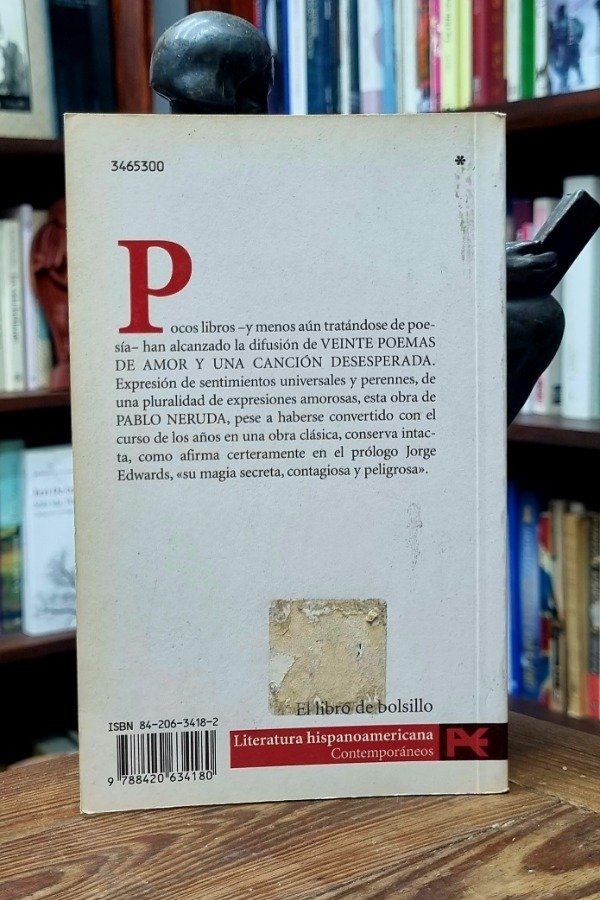 3465300
*
Pocos libros –y menos aún tratándose de poe-
sía– han alcanzado la difusión de VEINTE POEMAS
DE AMOR Y UNA CANCIÓN DESESPERADA.
Expresión de sentimientos universales y perennes, de
una pluralidad de expresiones amorosas, esta obra de
PABLO NERUDA, pese a haberse convertido con el
curso de los años en una obra clásica, conserva intac-
ta, como afirma certeramente en el prólogo Jorge
Edwards, «su magia secreta, contagiosa y peligrosa».
El libro de bolsillo
ISBN 84-206-3418-2
Literatura hispanoamericana
Contemporáneos
9 788420 634180